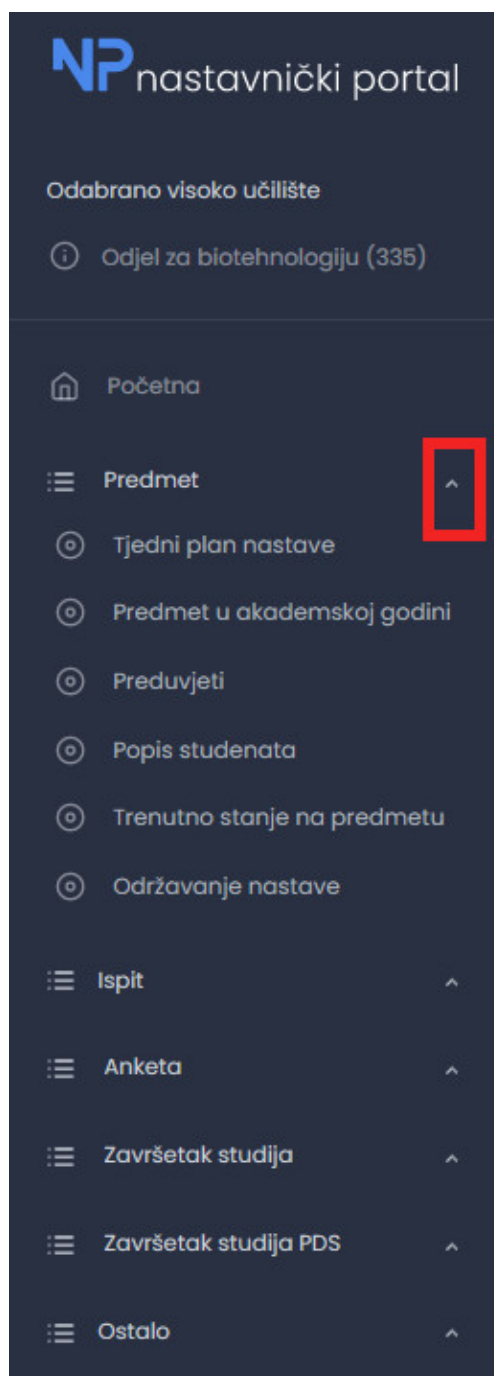 NP nastavnički portal
Odabrano visoko učilište
Odjel za biotehnologiju (335)
Početna
Predmet
Tjedni plan nastave
Predmet u akademskoj godini
Preduvjeti
Popis studenata
Trenutno stanje na predmetu
Održavanje nastave
Ispit
Anketa
Završetak studija
Završetak studija PDS
Ostalo